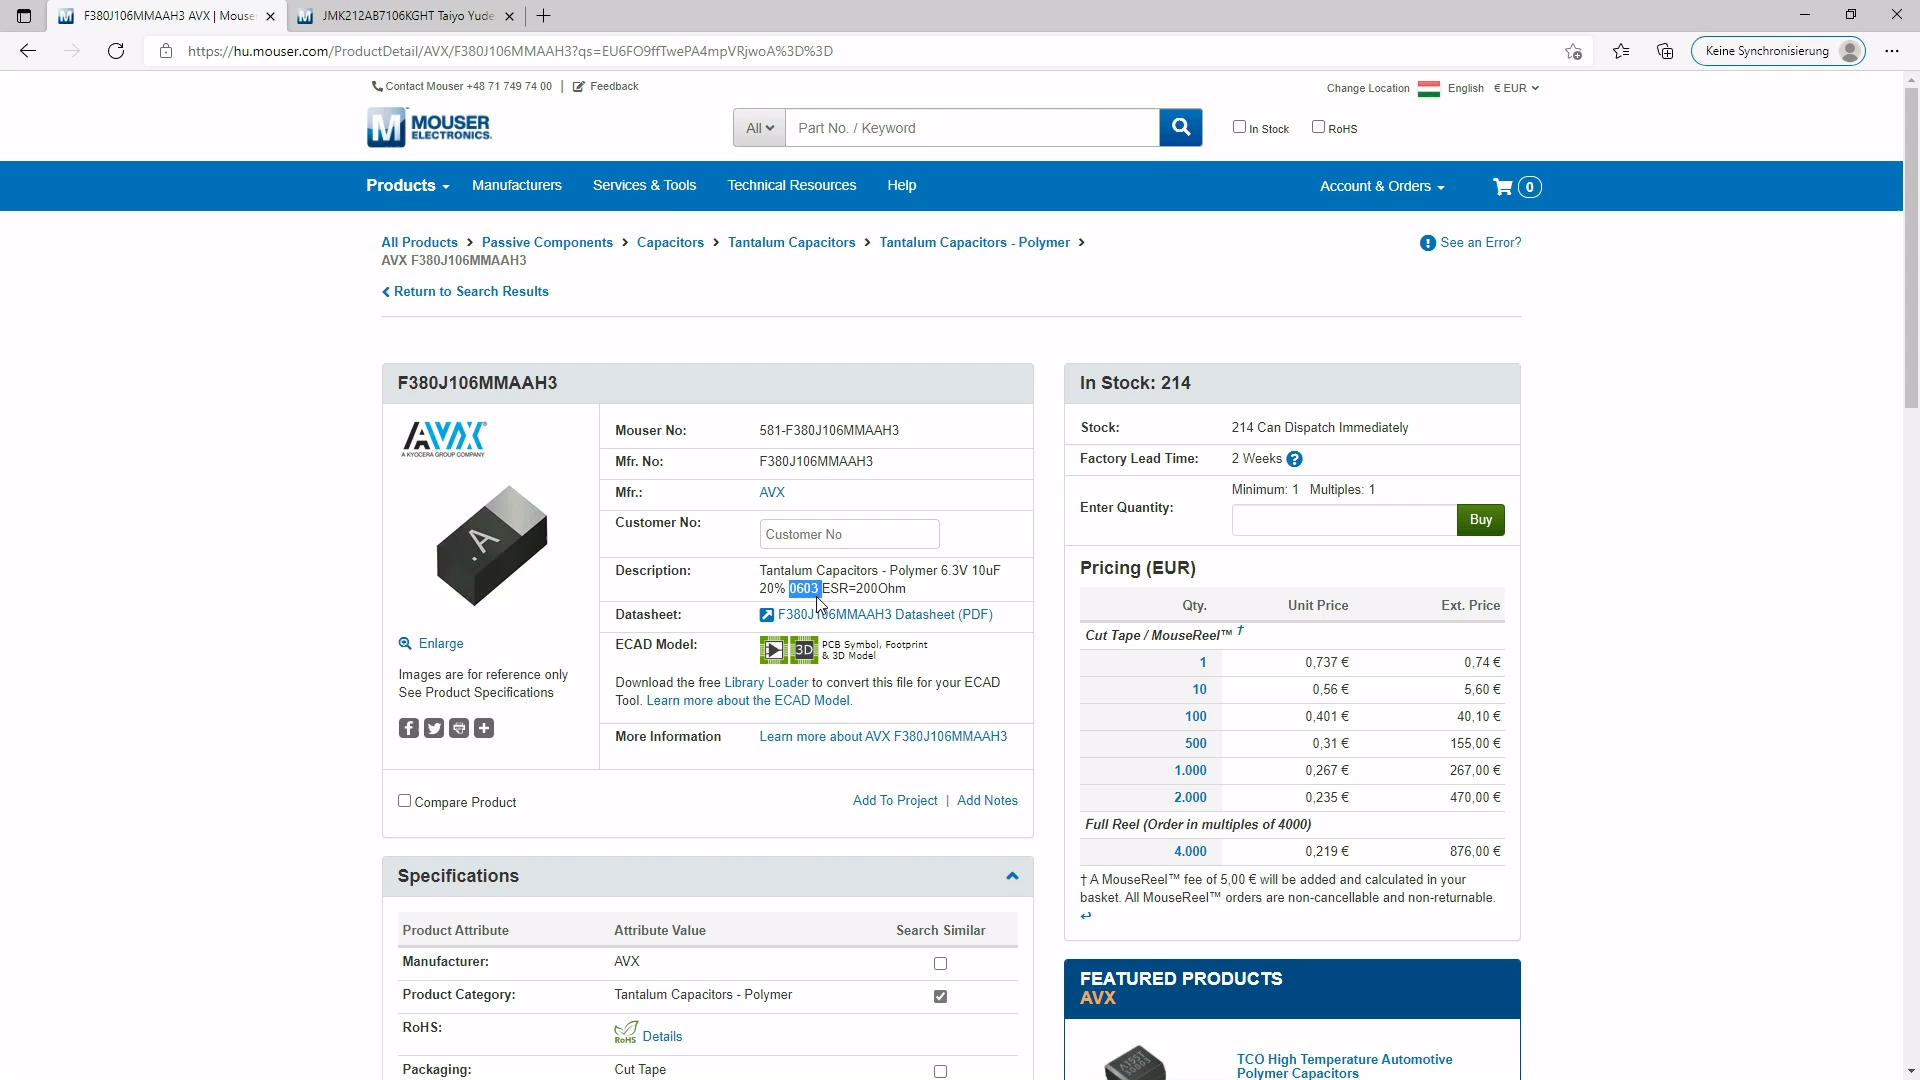 F380J106MMAAH3 AVX | Mouse
JMK212AB7106KGHT Taiyo Yude
https://hu.mouser.com/ProductDetail/AVX/F380J106MMAAH3?qs=EU6FO9ffTwePA4mpVRjwoA%3D%3D
Keine Synchronisierung
Contact Mouser +48 71 749 74 00 | Feedback
Change Location English € EUR
MOUSER
ELECTRONICS.
All
Part No. / Keyword
In Stock
RoHS
Products
Manufacturers
Services & Tools
Technical Resources
Help
Account & Orders
0
All Products > Passive Components > Capacitors > Tantalum Capacitors > Tantalum Capacitors - Polymer >
AVX F380J106MMAAH3
See an Error?
Return to Search Results
F380J106MMAAH3
AVX
A KYOCERA GROUP COMPANY
.A
Enlarge
Images are for reference only
See Product Specifications
Mouser No: 581-F380J106MMAAH3
Mfr. No: F380J106MMAAH3
Mfr.: AVX
Customer No: Customer No
Description: Tantalum Capacitors - Polymer 6.3V 10uF
20% 0603 ESR=200Ohm
Datasheet: F380J106MMAAH3 Datasheet (PDF)
ECAD Model: 3D PCB Symbol, Footprint
& 3D Model
Download the free Library Loader to convert this file for your ECAD
Tool. Learn more about the ECAD Model.
More Information Learn more about AVX F380J106MMAAH3
Compare Product
Add To Project | Add Notes
In Stock: 214
Stock: 214 Can Dispatch Immediately
Factory Lead Time: 2 Weeks
Minimum: 1 Multiples: 1
Enter Quantity:
Buy
Pricing (EUR)
Qty. Unit Price Ext. Price
Cut Tape / MouseReel™ †
1 0,737 € 0,74 €
10 0,56 € 5,60 €
100 0,401 € 40,10 €
500 0,31 € 155,00 €
1.000 0,267 € 267,00 €
2.000 0,235 € 470,00 €
Full Reel (Order in multiples of 4000)
4.000 0,219 € 876,00 €
† A MouseReel™ fee of 5,00 € will be added and calculated in your
basket. All MouseReel™ orders are non-cancellable and non-returnable.
Specifications
Product Attribute Attribute Value Search Similar
Manufacturer: AVX
Product Category: Tantalum Capacitors - Polymer
RoHS: RoHS Details
Packaging: Cut Tape
FEATURED PRODUCTS
AVX
TCO High Temperature Automotive
Polymer Capacitors